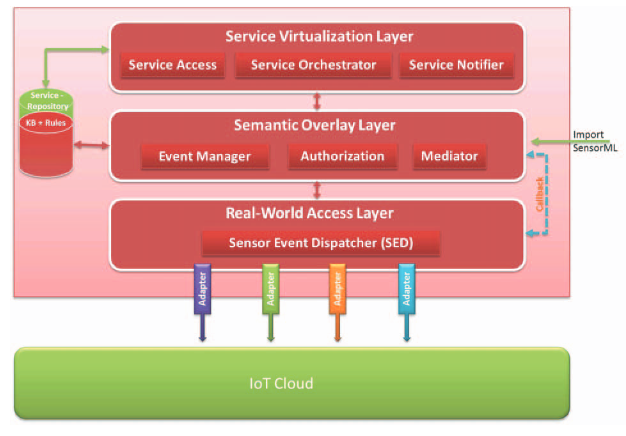 Service Virtualization Layer
Service Access
Service Orchestrator
Service Notifier
Service -
Repository
KB + Rules
Semantic Overlay Layer
Event Manager
Authorization
Mediator
Import
SensorML
Callback
Real-World Access Layer
Sensor Event Dispatcher (SED)
Adapter
Adapter
Adapter
Adapter
IoT Cloud